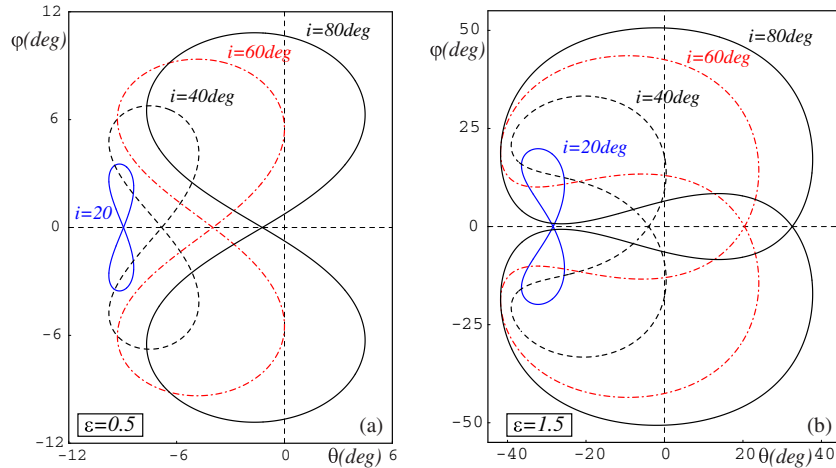 12
φ(deg)
i=80deg
i=60deg
i=40deg
i=20
6
0
-6
-12
ε=0.5
(a)
-12
-6
0
θ(deg)
6
50
φ(deg)
i=80deg
i=60deg
i=40deg
i=20deg
25
0
-25
-50
ε=1.5
(b)
-40
-20
0
20
θ(deg)
40